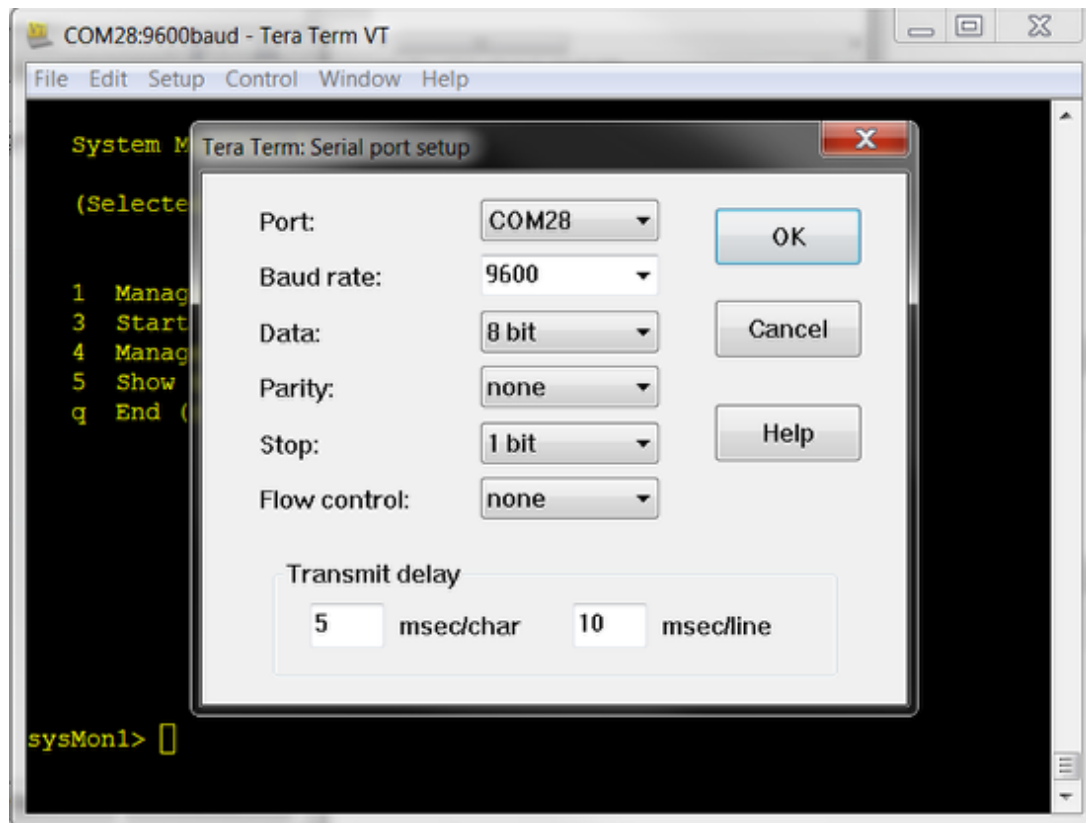 COM28:9600baud - Tera Term VT
File Edit Setup Control Window Help
System M
(Selecte
1 Manag
3 Start
4 Manag
5 Show
q End (
sysMon1>
Tera Term: Serial port setup
Port: COM28
Baud rate: 9600
Data: 8 bit
Parity: none
Stop: 1 bit
Flow control: none
OK
Cancel
Help
Transmit delay
5 msec/char 10 msec/line